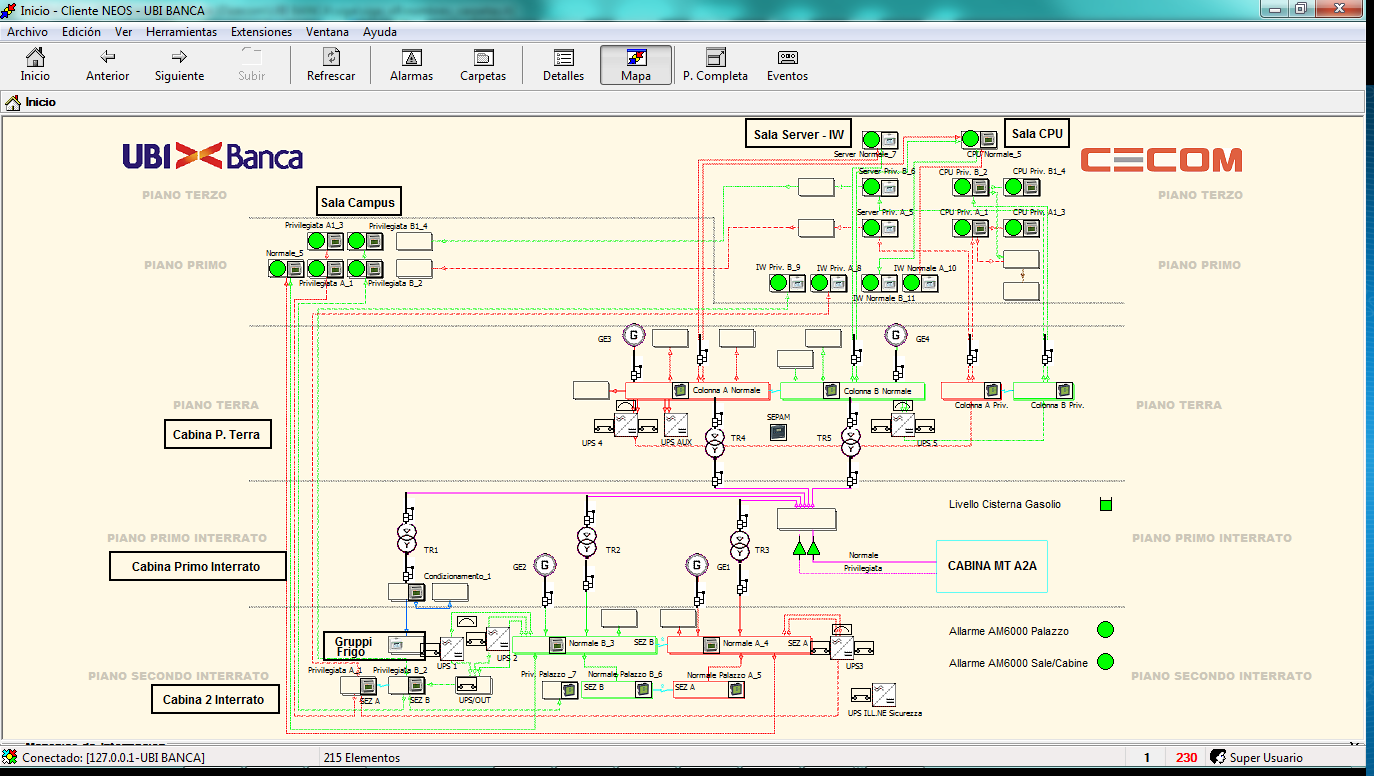 Inicio - Cliente NEOS - UBI BANCA
Archivo Edición Ver Herramientas Extensiones Ventana Ayuda
Inicio Anterior Siguiente Subir Refrescar Alarmas Carpetas Detalles Mapa P. Completa Eventos
Inicio
Sala Server - IW
Sala CPU
Server Normale_7
CPU Normale_5
UBI Banca
CECOM
Server Priv. B_6
CPU Priv. B_2
CPU Priv. B1_4
PIANO TERZO
PIANO TERZO
Sala Campus
Server Priv. A_5
CPU Priv. A_1
CPU Priv. A1_3
Privilegiata A1_3
Privilegiata B1_4
Normale_5
PIANO PRIMO
IW Priv. B_9
IW Priv. A_8
IW Normale A_10
PIANO PRIMO
Privilegiata A_1
Privilegiata B_2
IW Normale B_11
GE3
G
G
GE4
Colonna A Normale
Colonna B Normale
PIANO TERRA
Colonna A Priv.
Colonna B Priv.
PIANO TERRA
SEPAM
Cabina P. Terra
UPS 4
UPS AUX
TR4
TR5
UPS 5
Livello Cisterna Gasolio
PIANO PRIMO INTERRATO
TR1
TR2
TR3
PIANO PRIMO INTERRATO
Normale
Cabina Primo Interrato
GE2
G
GE1
G
Privilegiata
CABINA MT A2A
Condizionamento_1
Gruppi
Frigo
Normale B_3
SEZ B
Normale A_4
SEZ A
Allarme AM6000 Palazzo
UPS 1
UPS 2
UPS3
Allarme AM6000 Sale/Cabine
PIANO SECONDO INTERRATO
Privilegiata A_1
Privilegiata B_2
Priv. Palazzo _7
Normale Palazzo B_6
Normale Palazzo A_5
PIANO SECONDO INTERRATO
SEZ B
SEZ A
Cabina 2 Interrato
SEZ A
SEZ B
UPS/OUT
UPS ILL.NE Sicurezza
Conectado: [127.0.0.1-UBI BANCA]
215 Elementos
1
230
Super Usuario